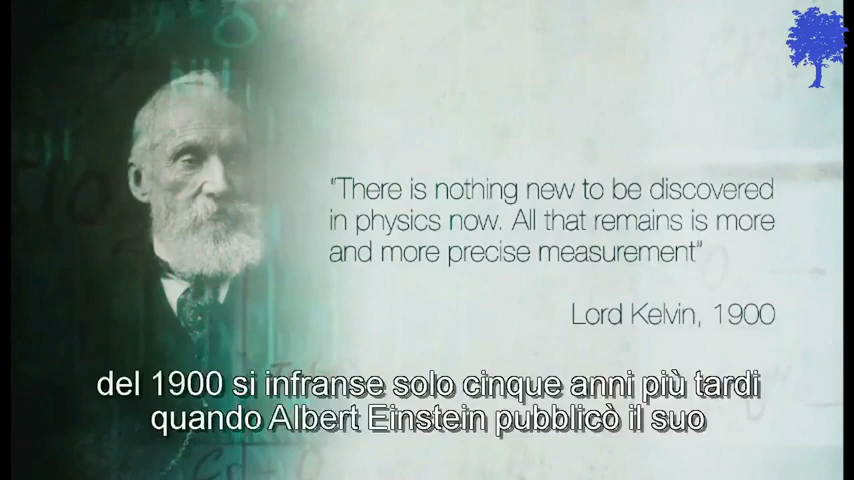 "There is nothing new to be discovered
in physics now. All that remains is more
and more precise measurement"
Lord Kelvin, 1900
del 1900 si infranse solo cinque anni più tardi
quando Albert Einstein pubblicò il suo